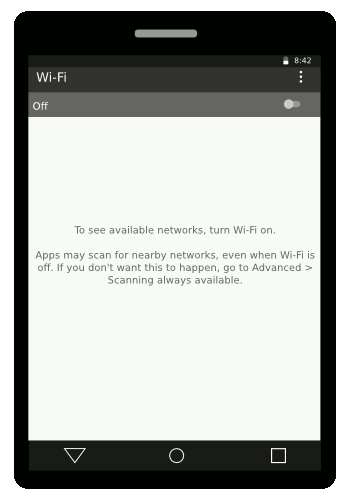 8:42
Wi-Fi
Off
To see available networks, turn Wi-Fi on.
Apps may scan for nearby networks, even when Wi-Fi is
off. If you don't want this to happen, go to Advanced >
Scanning always available.